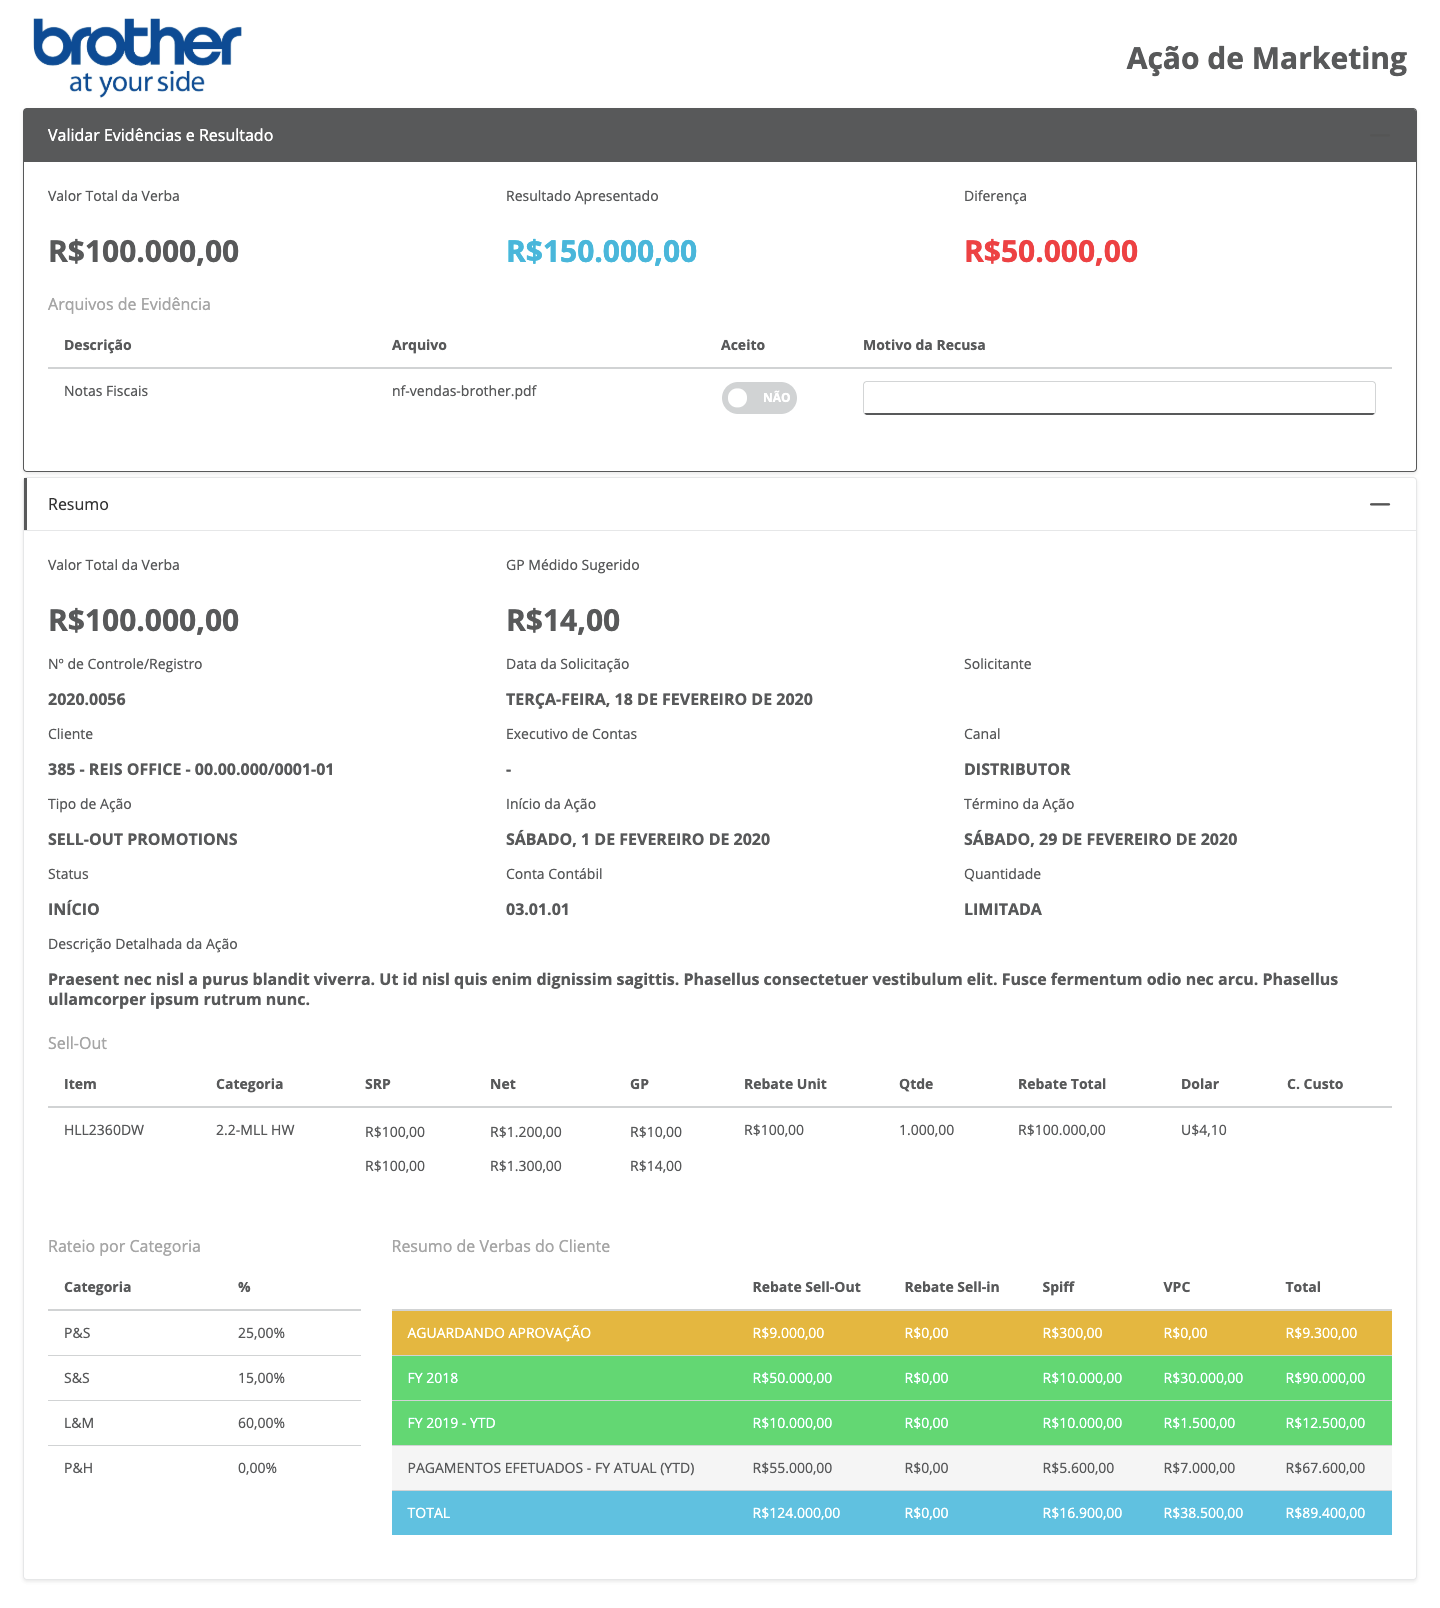 brother
at your side
Ação de Marketing
Validar Evidências e Resultado
Valor Total da Verba Resultado Apresentado Diferença
R$100.000,00 R$150.000,00 R$50.000,00
Arquivos de Evidência
Descrição Arquivo Aceito Motivo da Recusa
Notas Fiscais nf-vendas-brother.pdf NÃO
Resumo
Valor Total da Verba GP Médido Sugerido
R$100.000,00 R$14,00
Nº de Controle/Registro Data da Solicitação Solicitante
2020.0056 TERÇA-FEIRA, 18 DE FEVEREIRO DE 2020
Cliente Executivo de Contas Canal
385 - REIS OFFICE - 00.00.000/0001-01 - DISTRIBUTOR
Tipo de Ação Início da Ação Término da Ação
SELL-OUT PROMOTIONS SÁBADO, 1 DE FEVEREIRO DE 2020 SÁBADO, 29 DE FEVEREIRO DE 2020
Status Conta Contábil Quantidade
INÍCIO 03.01.01 LIMITADA
Descrição Detalhada da Ação
Praesent nec nisl a purus blandit viverra. Ut id nisl quis enim dignissim sagittis. Phasellus consectetuer vestibulum elit. Fusce fermentum odio nec arcu. Phasellus
ullamcorper ipsum rutrum nunc.
Sell-Out
Item Categoria SRP Net GP Rebate Unit Qtde Rebate Total Dolar C. Custo
HLL2360DW 2.2-MLL HW R$100,00 R$1.200,00 R$10,00 R$100,00 1.000,00 R$100.000,00 U$4,10
R$100,00 R$1.300,00 R$14,00
Rateio por Categoria Resumo de Verbas do Cliente
Categoria % Rebate Sell-Out Rebate Sell-in Spiff VPC Total
P&S 25,00% AGUARDANDO APROVAÇÃO R$9.000,00 R$0,00 R$300,00 R$0,00 R$9.300,00
S&S 15,00% FY 2018 R$50.000,00 R$0,00 R$10.000,00 R$30.000,00 R$90.000,00
L&M 60,00% FY 2019 - YTD R$10.000,00 R$0,00 R$10.000,00 R$1.500,00 R$12.500,00
P&H 0,00% PAGAMENTOS EFETUADOS - FY ATUAL (YTD) R$55.000,00 R$0,00 R$5.600,00 R$7.000,00 R$67.600,00
TOTAL R$124.000,00 R$0,00 R$16.900,00 R$38.500,00 R$89.400,00